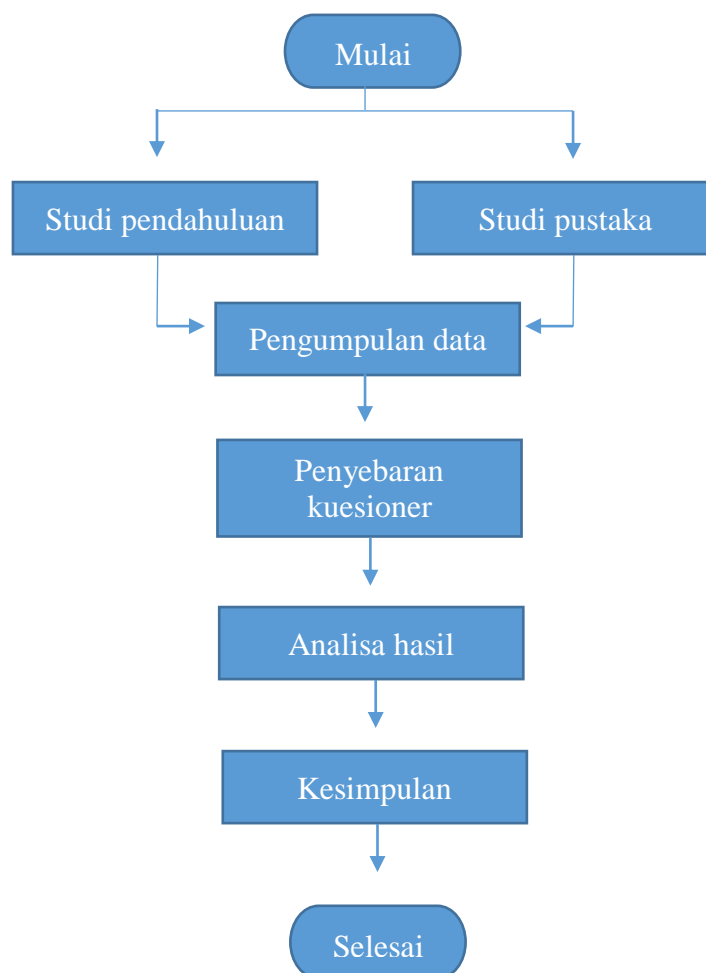 Mulai
Studi pendahuluan
Studi pustaka
Pengumpulan data
Penyebaran
kuesioner
Analisa hasil
Kesimpulan
Selesai